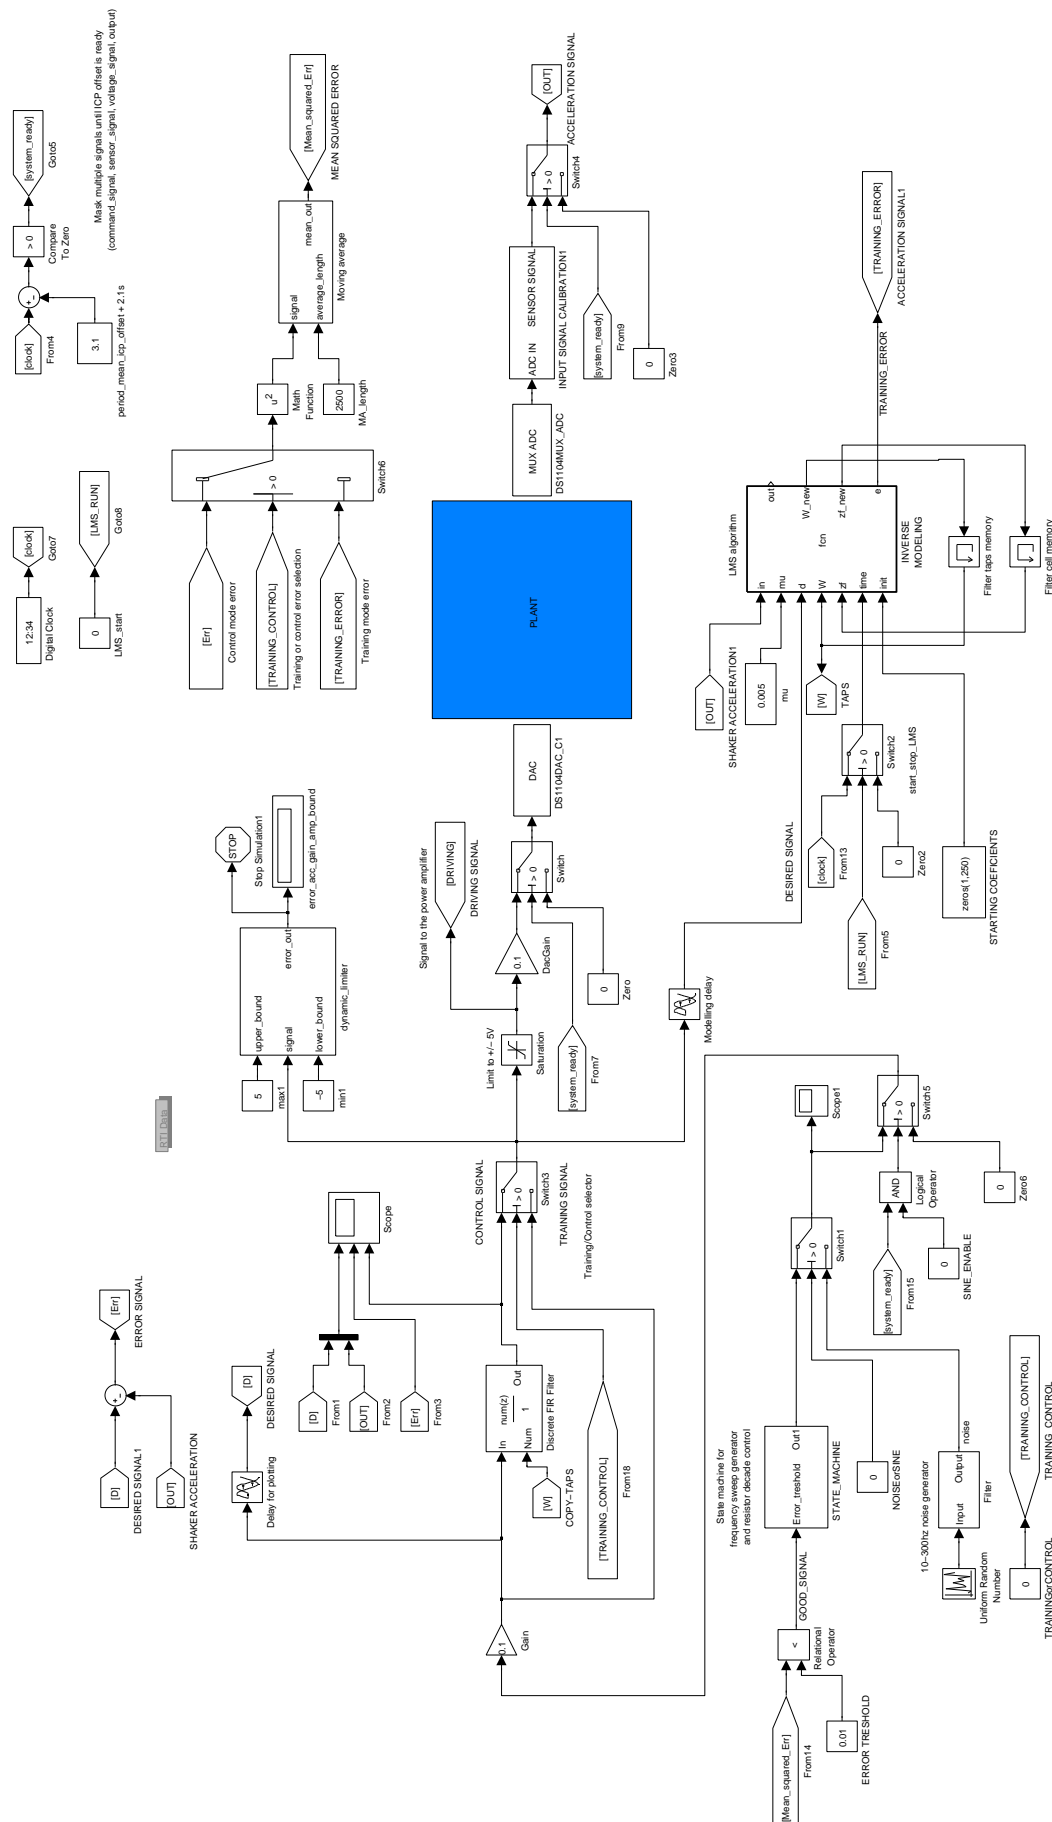 [D]
DESIRED SIGNAL1
[OUT]
SHAKER ACCELERATION
+
−
[Err]
ERROR SIGNAL
12:34
Digital Clock
[clock]
Goto7
0
LMS_start
[LMS_RUN]
Goto8
[clock]
From4
3.1
period_mean_icp_offset + 2.1s
+
−
> 0
Compare
To Zero
[system_ready]
Goto5
Mask multiple signals until ICP offset is ready
(command_signal, sensor_signal, voltage_signal, output)
RTI Data
Delay for plotting
[D]
DESIRED SIGNAL
[D]
From1
[OUT]
From2
[Err]
From3
Scope
5
max1
−5
min1
upper_bound
signal
lower_bound
error_out
dynamic_limiter
STOP
Stop Simulation1
error_acc_gain_amp_bound
[Err]
Control mode error
[TRAINING_CONTROL]
Training or control error selection
[TRAINING_ERROR]
Training mode error
> 0
Switch6
u²
Math
Function
2500
MA_length
signal
average_length
mean_out
Moving average
[Mean_squared_Err]
MEAN SQUARED ERROR
0.1
Gain
In
Num
num(z)
1
Out
Discrete FIR Filter
[W]
COPY−TAPS
[TRAINING_CONTROL]
From18
CONTROL SIGNAL
> 0
Switch3
TRAINING SIGNAL
Training/Control selector
Limit to +/− 5V
Saturation
Signal to the power amplifier
[DRIVING]
DRIVING SIGNAL
0.1
DacGain
[system_ready]
From7
0
Zero
> 0
Switch
DAC
DS1104DAC_C1
PLANT
MUX ADC
DS1104MUX_ADC
ADC IN
SENSOR SIGNAL
INPUT SIGNAL CALIBRATION1
[system_ready]
From9
0
Zero3
> 0
Switch4
[OUT]
ACCELERATION SIGNAL
Modelling delay
DESIRED SIGNAL
[OUT]
SHAKER ACCELERATION1
0.005
mu
[W]
TAPS
[clock]
From13
[LMS_RUN]
From5
0
Zero2
> 0
Switch2
start_stop_LMS
zeros(1,250)
STARTING COEFICIENTS
LMS algorithm
in
mu
d
W
zf
time
init
fcn
out
W_new
zf_new
e
INVERSE
MODELING
Filter taps memory
Filter cell memory
TRAINING_ERROR
[TRAINING_ERROR]
ACCELERATION SIGNAL1
[Mean_squared_Err]
From14
0.01
ERROR TRESHOLD
<
Relational
Operator
GOOD_SIGNAL
State machine for
frequency sweep generator
and resistor decade control
Error_treshold
Out1
STATE_MACHINE
0
NOISEorSINE
10−300hz noise generator
Uniform Random
Number
Input
Output
Filter
noise
> 0
Switch1
Scope1
[system_ready]
From15
0
SINE_ENABLE
AND
Logical
Operator
0
Zero6
> 0
Switch5
0
TRAININGorCONTROL
[TRAINING_CONTROL]
TRAINING_CONTROL